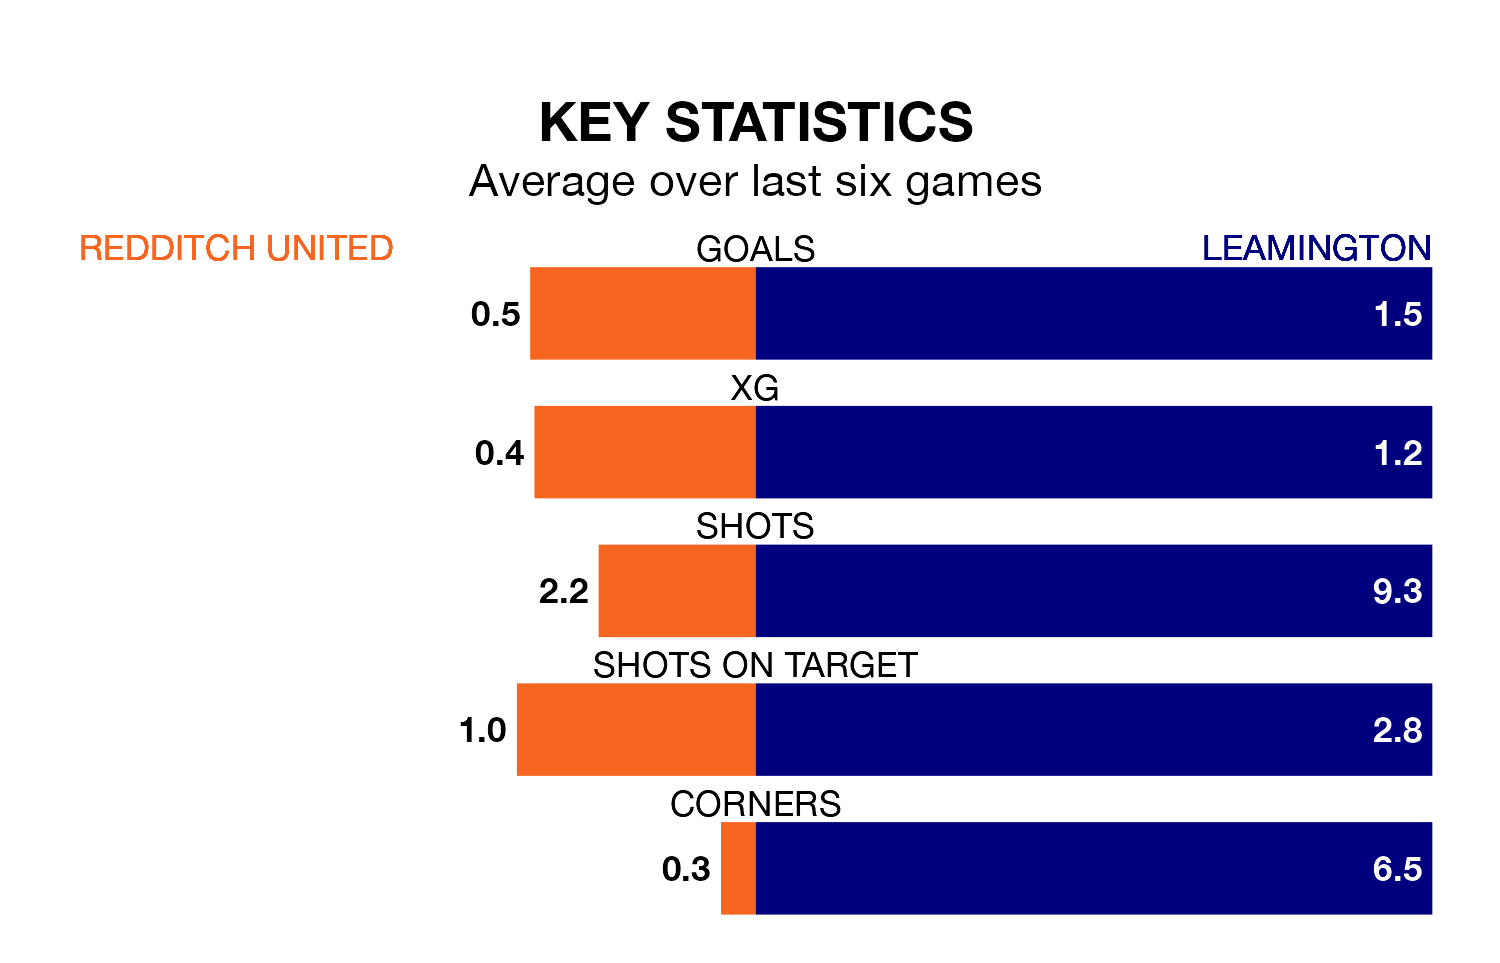 KEY STATISTICS
Average over last six games
REDDITCH UNITED GOALS LEAMINGTON
0.5 1.5
XG
0.4 1.2
SHOTS
2.2 9.3
SHOTS ON TARGET
1.0 2.8
CORNERS
0.3 6.5